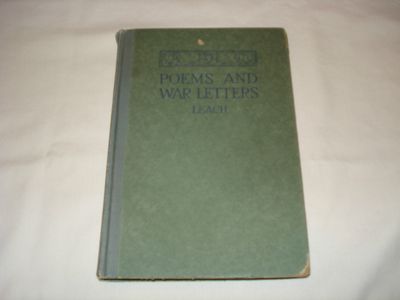 POEMS AND
WAR LETTERS
LEACH